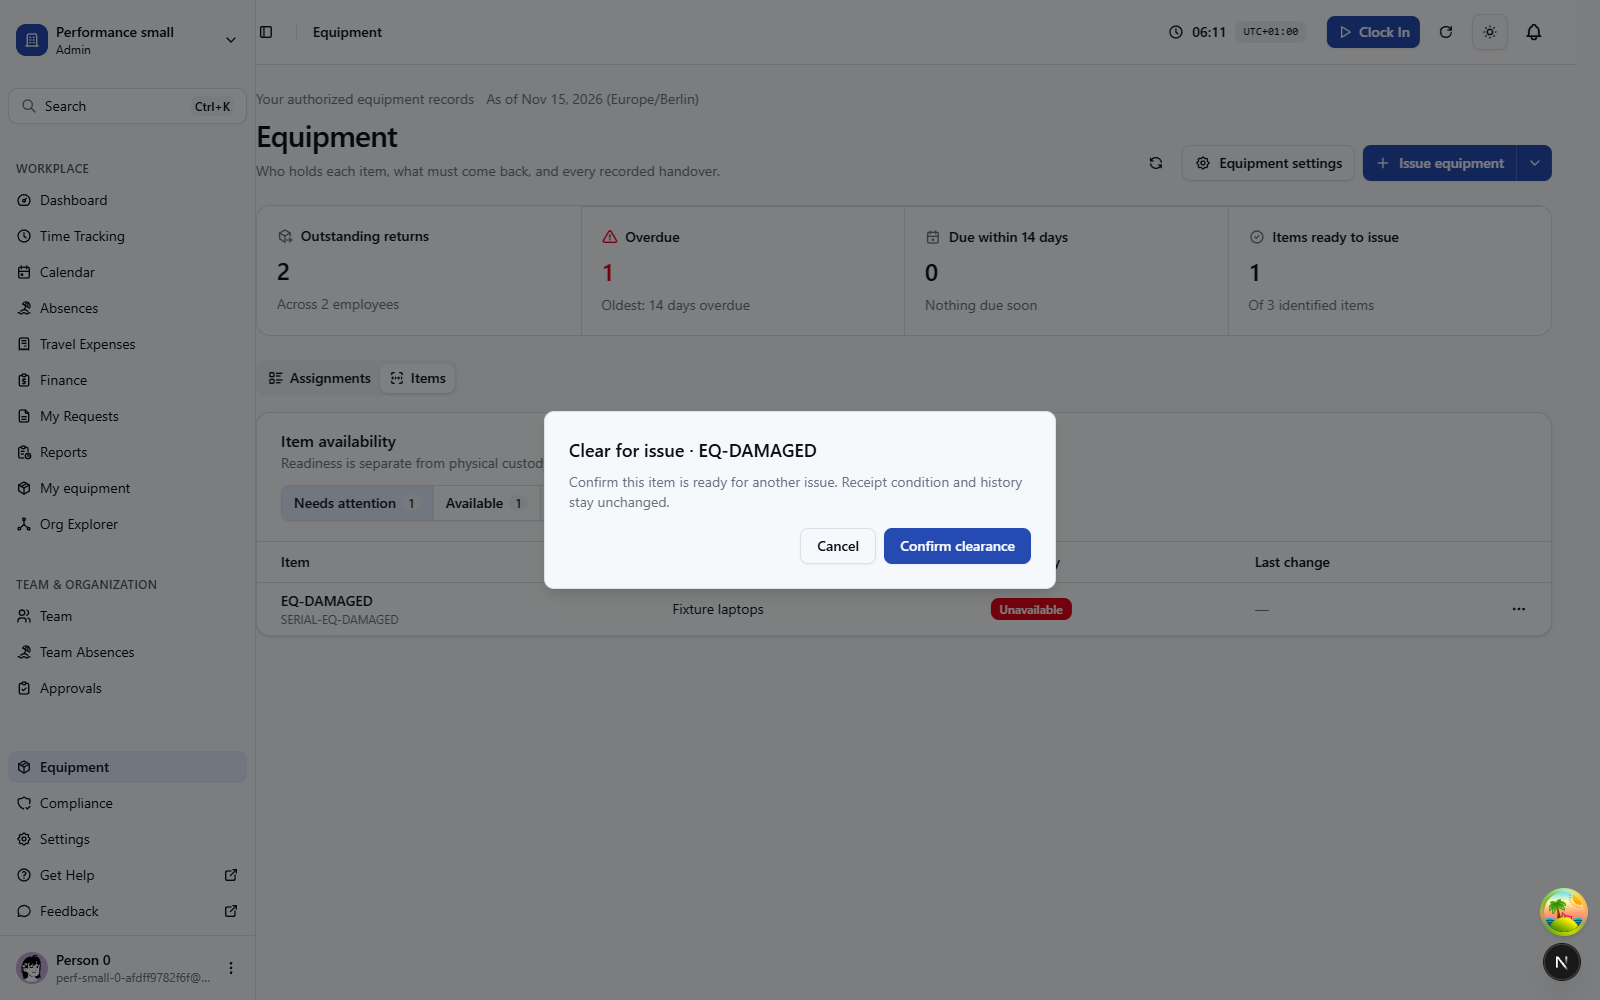 Performance small
Admin
Search
Ctrl+K
WORKPLACE
Dashboard
Time Tracking
Calendar
Absences
Travel Expenses
Finance
My Requests
Reports
My equipment
Org Explorer
TEAM & ORGANIZATION
Team
Team Absences
Approvals
Equipment
Compliance
Settings
Get Help
Feedback
Person 0
perf-small-0-afdff9782f6f@...
Equipment
06:11
UTC+01:00
Clock In
Your authorized equipment records As of Nov 15, 2026 (Europe/Berlin)
Equipment
Who holds each item, what must come back, and every recorded handover.
Equipment settings
Issue equipment
Outstanding returns
2
Across 2 employees
Overdue
1
Oldest: 14 days overdue
Due within 14 days
0
Nothing due soon
Items ready to issue
1
Of 3 identified items
Assignments
Items
Item availability
Readiness is separate from physical custod
Needs attention 1
Available 1
Item
y
Last change
EQ-DAMAGED
SERIAL-EQ-DAMAGED
Fixture laptops
Unavailable
—
Clear for issue · EQ-DAMAGED
Confirm this item is ready for another issue. Receipt condition and history
stay unchanged.
Cancel
Confirm clearance
N